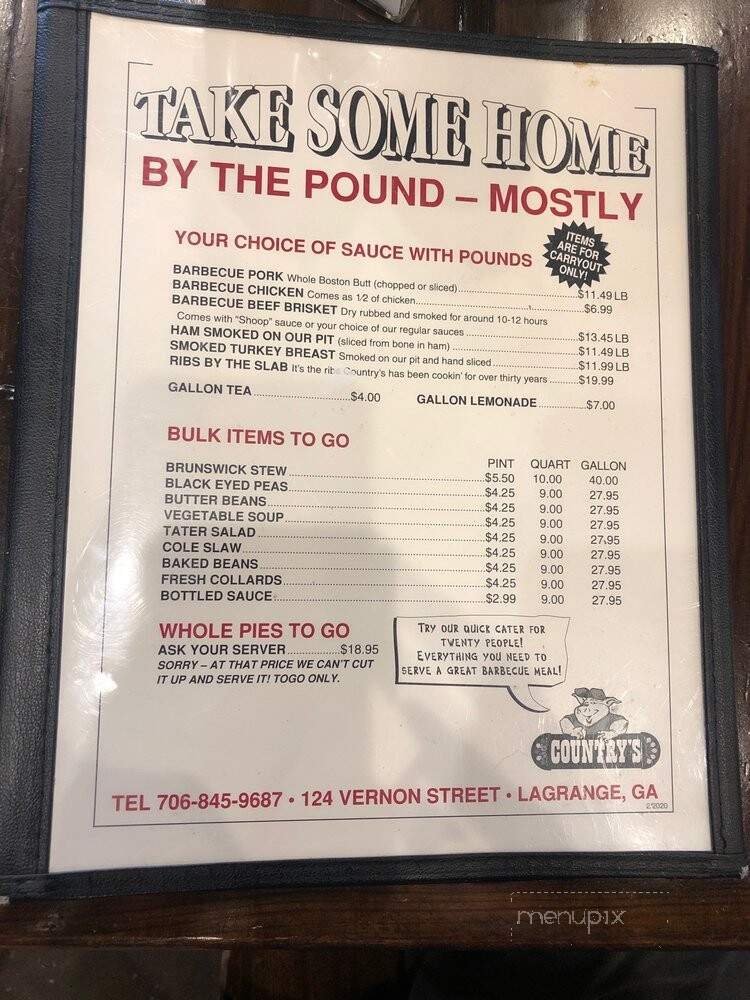 TAKE SOME HOME
BY THE POUND – MOSTLY
YOUR CHOICE OF SAUCE WITH POUNDS
ITEMS
ARE FOR
CARRYOUT
ONLY!
BARBECUE PORK Whole Boston Butt (chopped or sliced)...$11.49 LB
BARBECUE CHICKEN Comes as 1/2 of chicken...$6.99
BARBECUE BEEF BRISKET Dry rubbed and smoked for around 10-12 hours
Comes with "Shoop" sauce or your choice of our regular sauces...$13.45 LB
HAM SMOKED ON OUR PIT (sliced from bone in ham)...$11.49 LB
SMOKED TURKEY BREAST Smoked on our pit and hand sliced...$11.99 LB
RIBS BY THE SLAB It's the ribs Country's has been cookin' for over thirty years...$19.99
GALLON TEA...$4.00 GALLON LEMONADE...$7.00
BULK ITEMS TO GO
PINT QUART GALLON
BRUNSWICK STEW...$5.50 10.00 40.00
BLACK EYED PEAS...$4.25 9.00 27.95
BUTTER BEANS...$4.25 9.00 27.95
VEGETABLE SOUP...$4.25 9.00 27.95
TATER SALAD...$4.25 9.00 27.95
COLE SLAW...$4.25 9.00 27.95
BAKED BEANS...$4.25 9.00 27.95
FRESH COLLARDS...$4.25 9.00 27.95
BOTTLED SAUCE...$2.99 9.00 27.95
WHOLE PIES TO GO
ASK YOUR SERVER...$18.95
SORRY – AT THAT PRICE WE CAN'T CUT
IT UP AND SERVE IT! TOGO ONLY.
TRY OUR QUICK CATER FOR
TWENTY PEOPLE!
EVERYTHING YOU NEED TO
SERVE A GREAT BARBECUE MEAL!
COUNTRY'S
TEL 706-845-9687 • 124 VERNON STREET • LAGRANGE, GA
2/2020
menupix